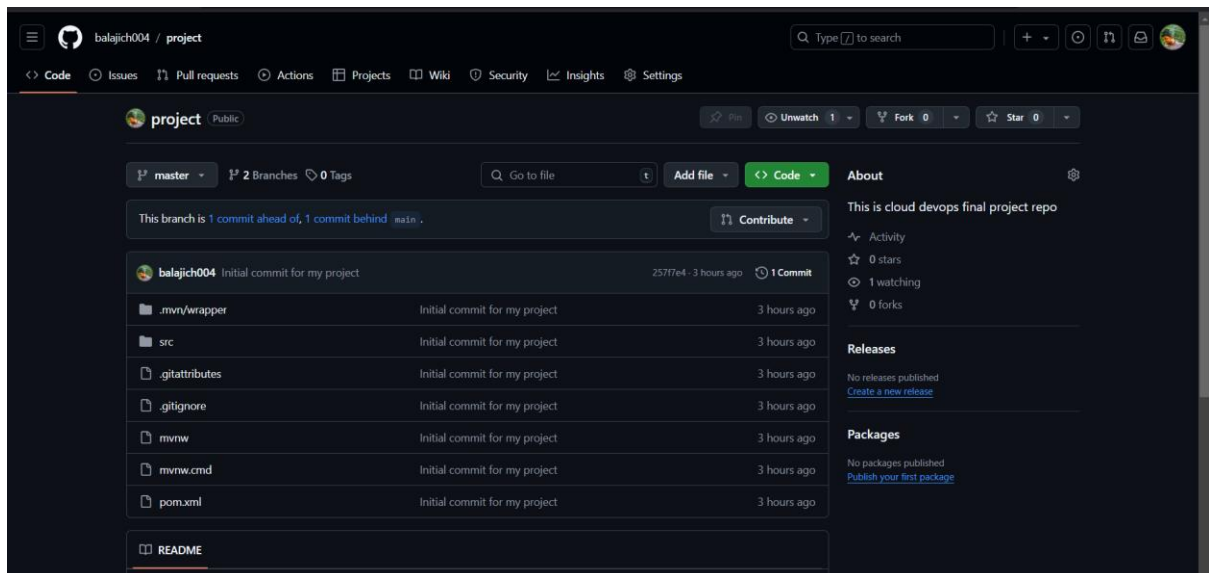 balajich004 / project
Type / to search
Code Issues Pull requests Actions Projects Wiki Security Insights Settings
project Public
Pin Unwatch 1 Fork 0 Star 0
master 2 Branches 0 Tags
Go to file t Add file Code
This branch is 1 commit ahead of, 1 commit behind main .
Contribute
balajich004 Initial commit for my project 257f7e4 · 3 hours ago 1 Commit
.mvn/wrapper Initial commit for my project 3 hours ago
src Initial commit for my project 3 hours ago
.gitattributes Initial commit for my project 3 hours ago
.gitignore Initial commit for my project 3 hours ago
mvnw Initial commit for my project 3 hours ago
mvnw.cmd Initial commit for my project 3 hours ago
pom.xml Initial commit for my project 3 hours ago
README
About
This is cloud devops final project repo
Activity
0 stars
1 watching
0 forks
Releases
No releases published
Create a new release
Packages
No packages published
Publish your first package